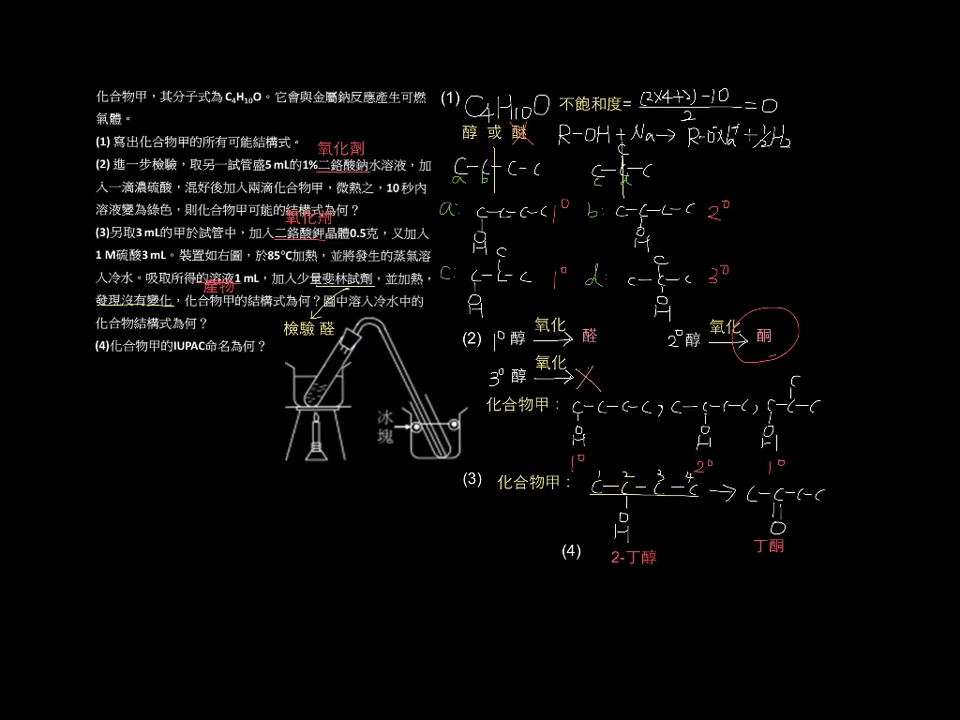 化合物甲，其分子式為 C₄H₁₀O。它會與金屬鈉反應產生可燃
氣體。
(1) 寫出化合物甲的所有可能結構式。
氧化劑
(2) 進一步檢驗，取另一試管盛5 mL的1%二鉻酸鈉水溶液，加
入一滴濃硫酸，混好後加入兩滴化合物甲，微熱之，10 秒內
溶液變為綠色，則化合物甲可能的結構式為何？
氧化劑
(3)另取3 mL的甲於試管中，加入二鉻酸鉀晶體0.5克，又加入
1 M硫酸3 mL。裝置如右圖，於85°C加熱，並將發生的蒸氣溶
入冷水。吸取所得的溶液1 mL，加入少量斐林試劑，並加熱，
產物
發現沒有變化，化合物甲的結構式為何？圖中溶入冷水中的
化合物結構式為何？
檢驗 醛
(4)化合物甲的IUPAC命名為何？
冰塊
(1) C₄H₁₀O 不飽和度= (2×4+2)-10 / 2 = 0
醇 或 醚 R-OH + Na → R-ONa + ½H₂
C-C-C-C
a b
C
C-C-C
c d
a: C-C-C-C 1° b: C-C-C-C 2°
O O
H H
C C
c: C-C-C 1° d: C-C-C 3°
O O
H H
(2) 1° 醇 氧化 → 醛 2° 醇 氧化 → 酮
3° 醇 氧化 →
化合物甲： C-C-C-C , C-C-C-C , C-C-C
C
O O O
H H H
1° 2° 1°
(3) 化合物甲： C-C-C-C → C-C-C-C
1 2 3 4
O O
H
(4) 2-丁醇 丁酮